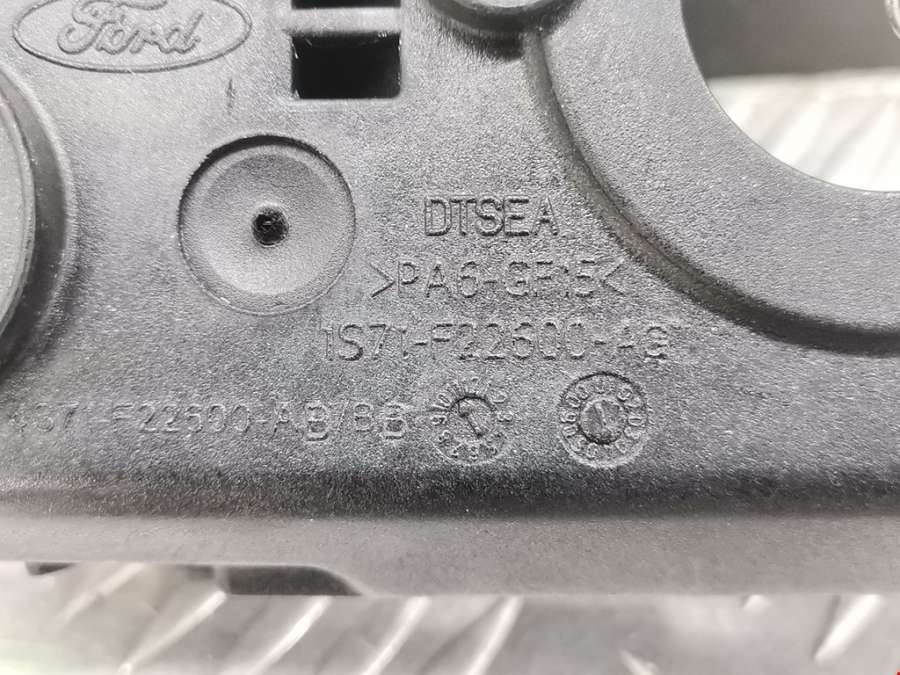 Ford
DTSEA
>PA6-GF15<
1S71-F22600-AG
F22600-AB/BB